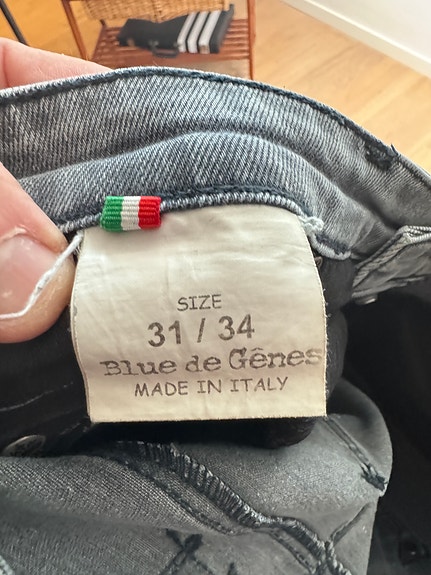 SIZE
31 / 34
Blue de Gênes
MADE IN ITALY